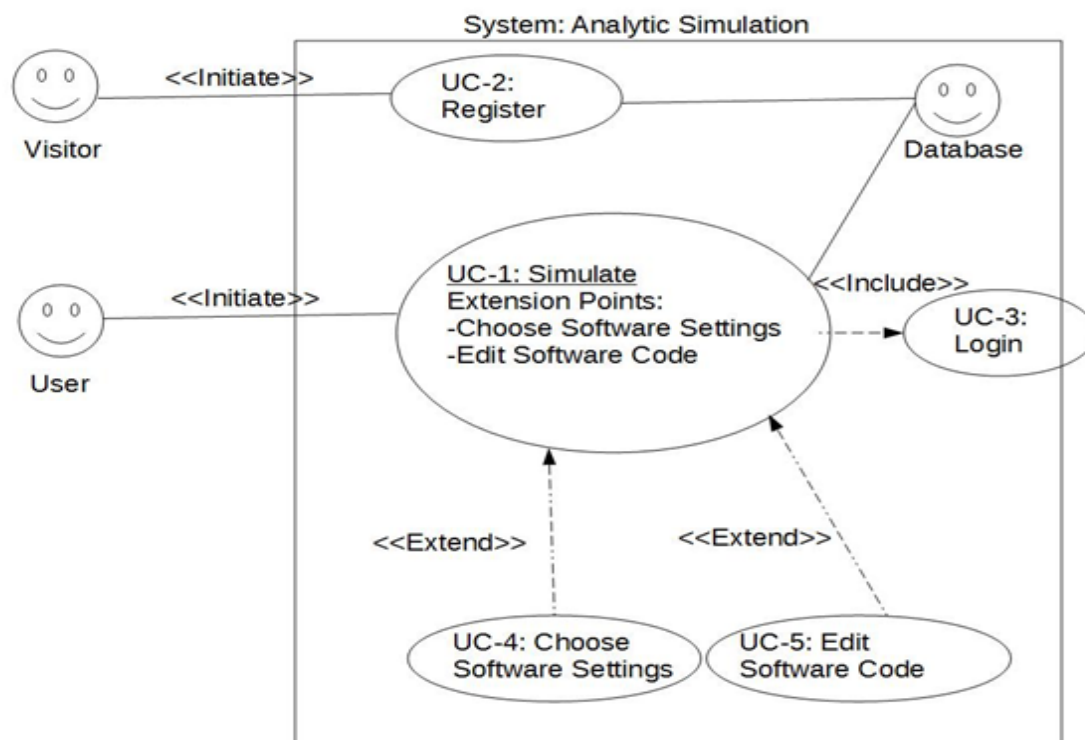 System: Analytic Simulation
<<Initiate>>
UC-2:
Register
Visitor
Database
UC-1: Simulate
Extension Points:
-Choose Software Settings
-Edit Software Code
<<Initiate>>
<<Include>>
UC-3:
Login
User
<<Extend>>
<<Extend>>
UC-4: Choose
Software Settings
UC-5: Edit
Software Code